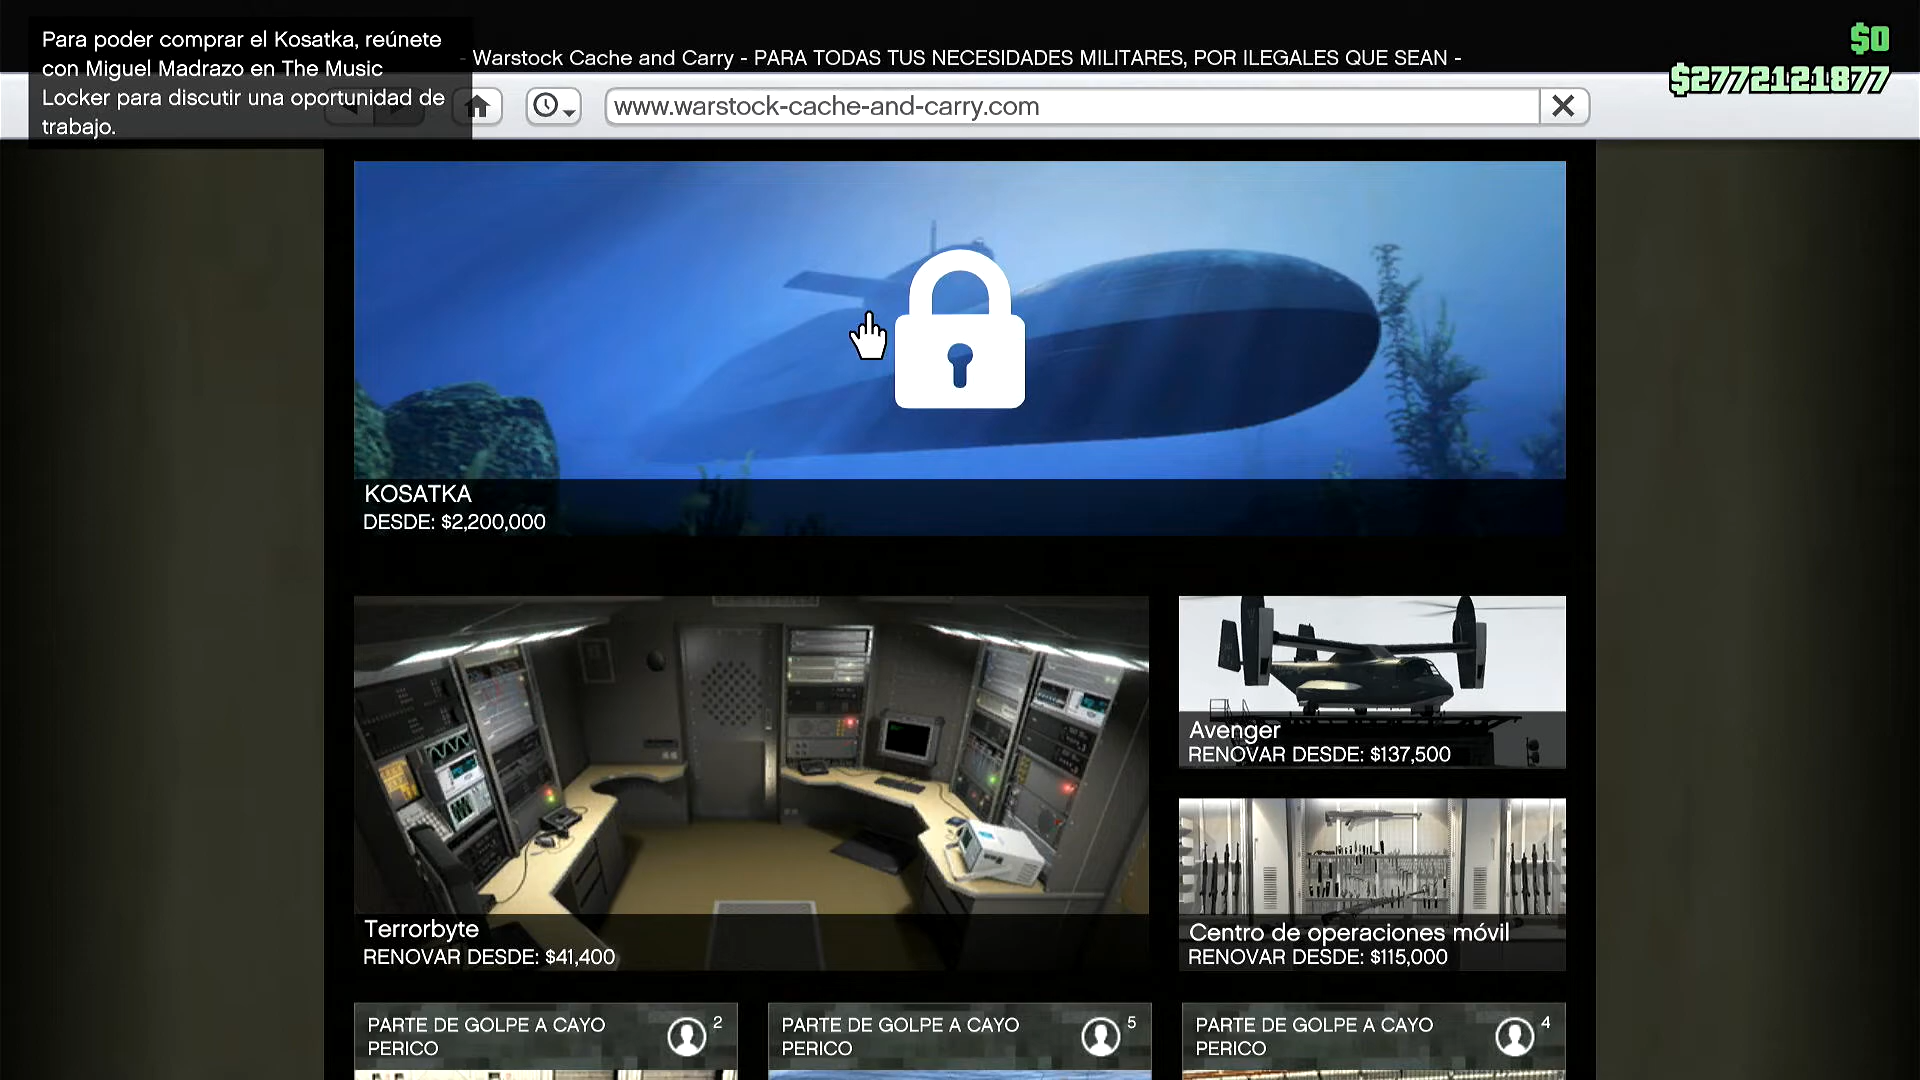 Para poder comprar el Kosatka, reúnete
con Miguel Madrazo en The Music
Locker para discutir una oportunidad de
trabajo.
- Warstock Cache and Carry - PARA TODAS TUS NECESIDADES MILITARES, POR ILEGALES QUE SEAN -
$0
$2772121877
www.warstock-cache-and-carry.com
KOSATKA
DESDE: $2,200,000
Terrorbyte
RENOVAR DESDE: $41,400
Avenger
RENOVAR DESDE: $137,500
Centro de operaciones móvil
RENOVAR DESDE: $115,000
PARTE DE GOLPE A CAYO
PERICO
2
PARTE DE GOLPE A CAYO
PERICO
5
PARTE DE GOLPE A CAYO
PERICO
4